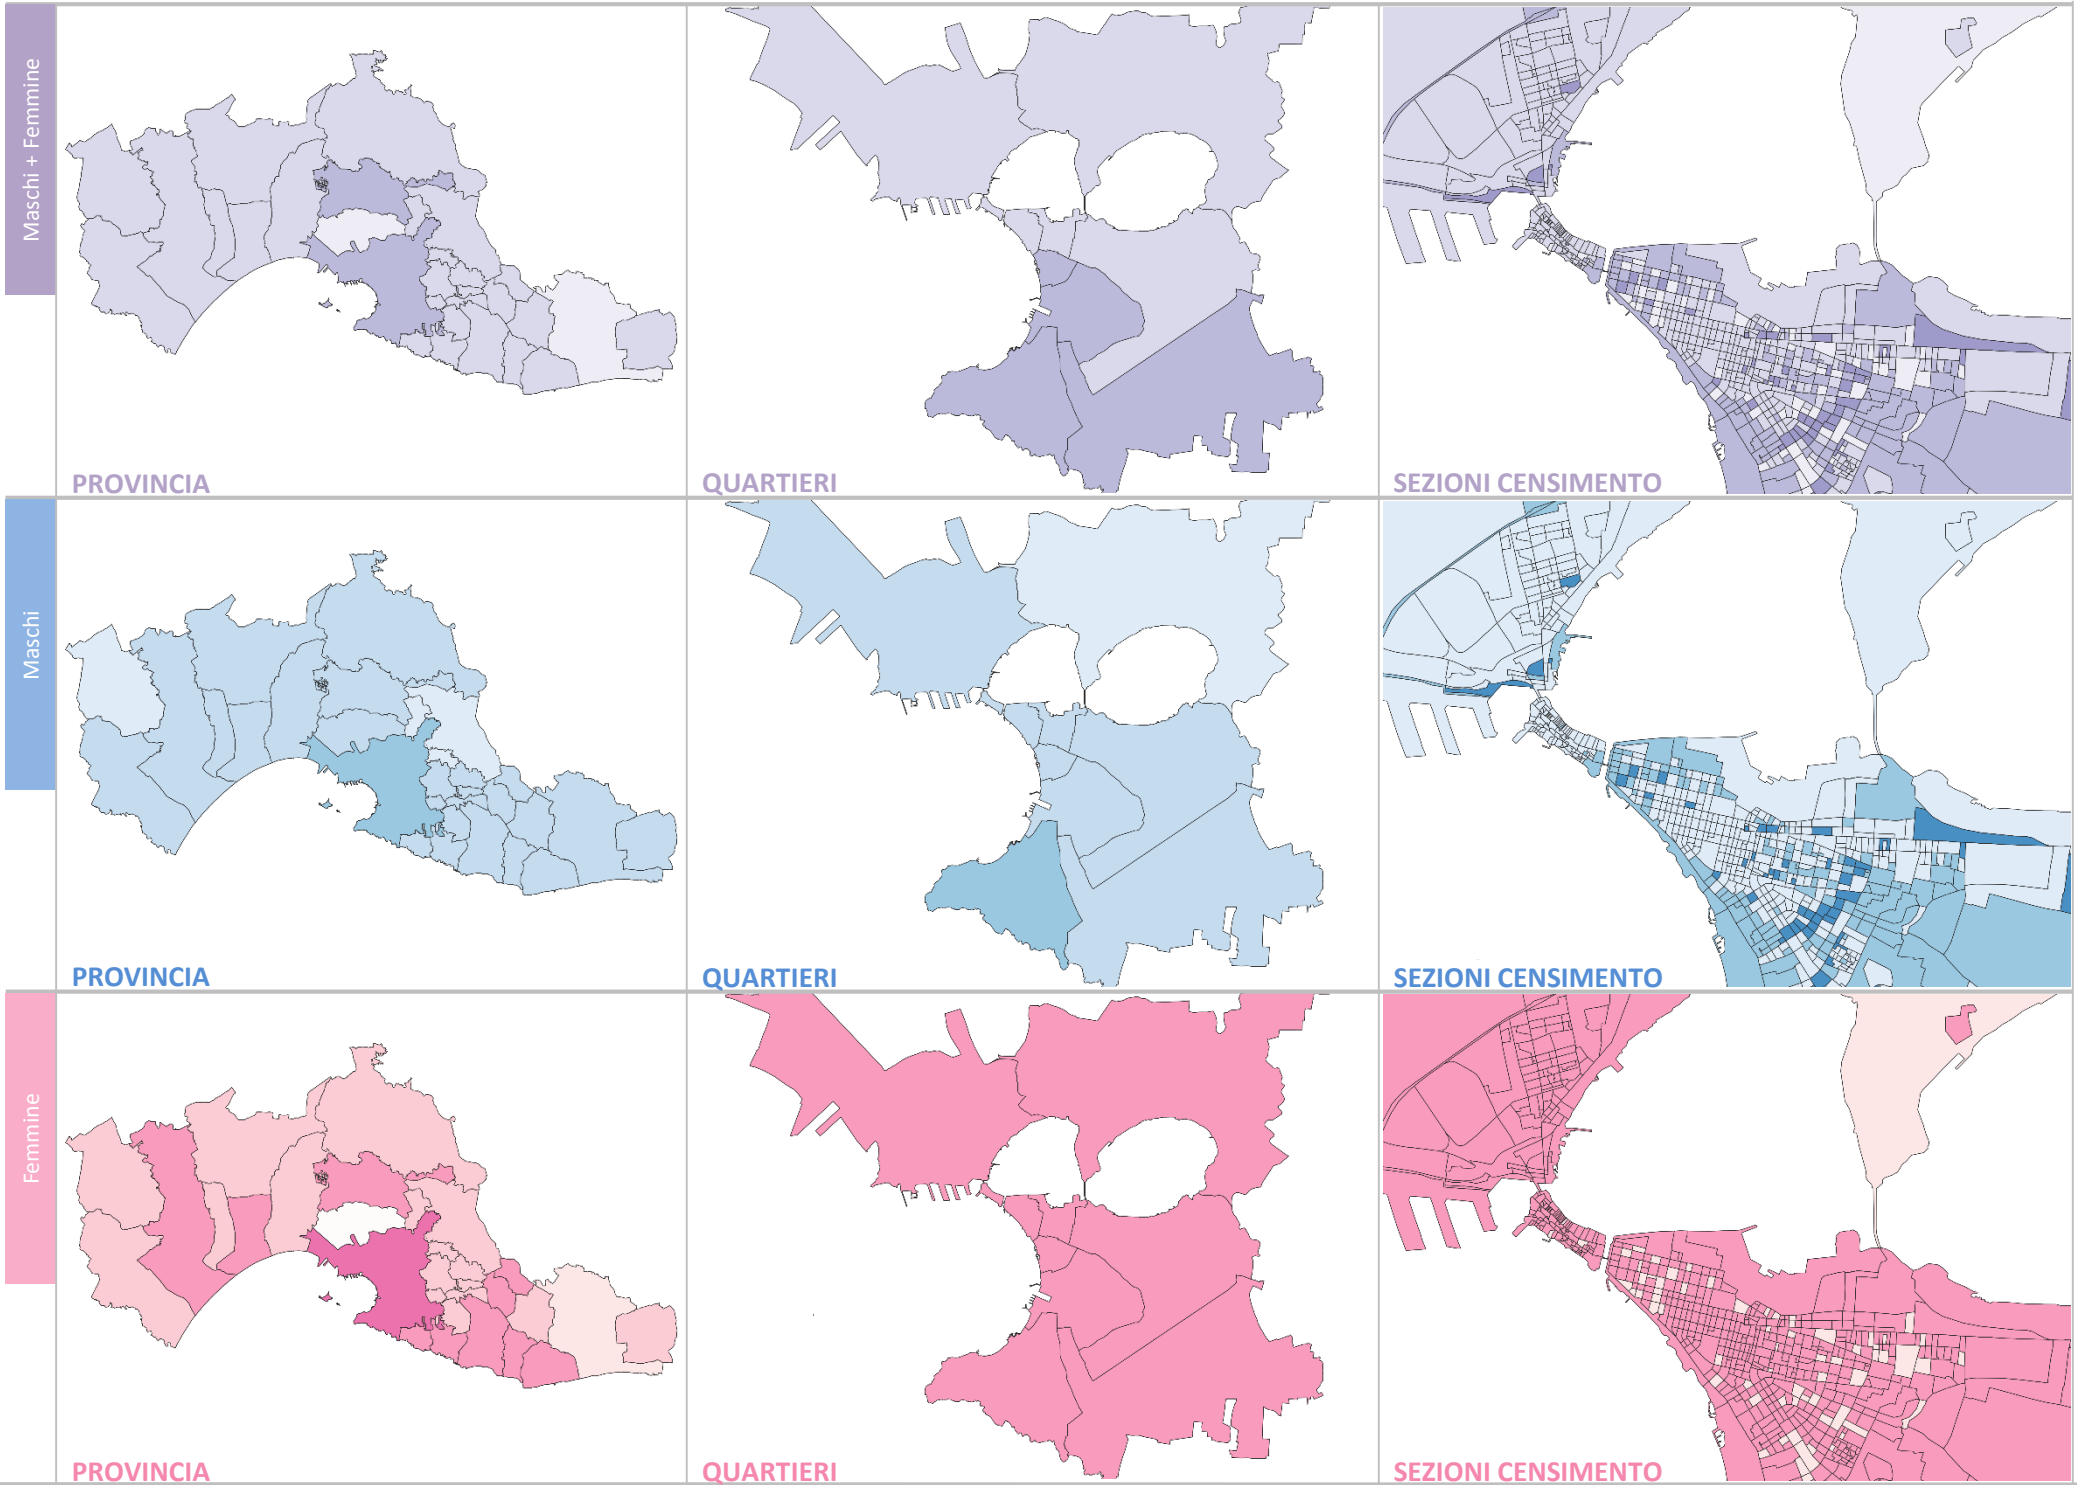 Maschi + Femmine
PROVINCIA
QUARTIERI
SEZIONI CENSIMENTO
Maschi
PROVINCIA
QUARTIERI
SEZIONI CENSIMENTO
Femmine
PROVINCIA
QUARTIERI
SEZIONI CENSIMENTO